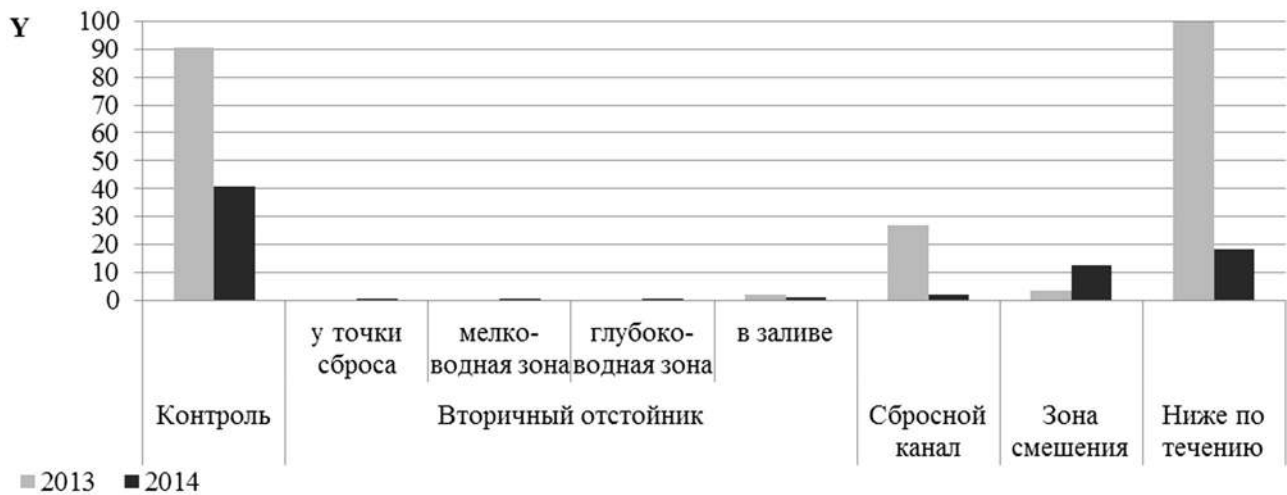 Y
100
90
80
70
60
50
40
30
20
10
0
у точки
сброса
мелко-
водная зона
глубоко-
водная зона
в заливе
Контроль
Вторичный отстойник
Сбросной
канал
Зона
смешения
Ниже по
течению
2013 2014